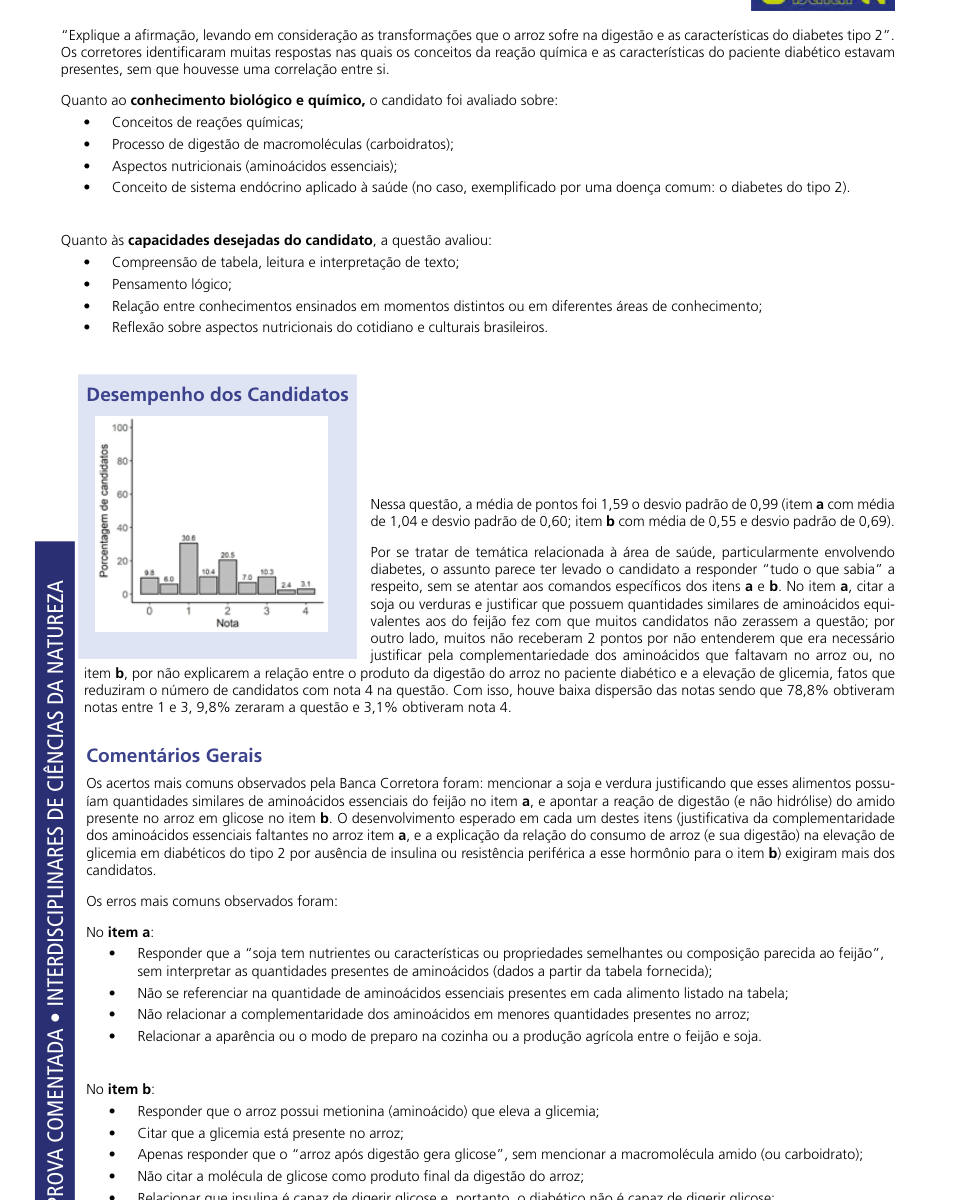 “Explique a afirmação, levando em consideração as transformações que o arroz sofre na digestão e as características do diabetes tipo 2”.
Os corretores identificaram muitas respostas nas quais os conceitos da reação química e as características do paciente diabético estavam
presentes, sem que houvesse uma correlação entre si.
Quanto ao conhecimento biológico e químico, o candidato foi avaliado sobre:
• Conceitos de reações químicas;
• Processo de digestão de macromoléculas (carboidratos);
• Aspectos nutricionais (aminoácidos essenciais);
• Conceito de sistema endócrino aplicado à saúde (no caso, exemplificado por uma doença comum: o diabetes do tipo 2).
Quanto às capacidades desejadas do candidato, a questão avaliou:
• Compreensão de tabela, leitura e interpretação de texto;
• Pensamento lógico;
• Relação entre conhecimentos ensinados em momentos distintos ou em diferentes áreas de conhecimento;
• Reflexão sobre aspectos nutricionais do cotidiano e culturais brasileiros.
Desempenho dos Candidatos
Porcentagem de candidatos
100
80
60
40
20
0
9.8 6.0 30.6 10.4 20.5 7.0 10.3 2.4 3.1
0 1 2 3 4
Nota
Nessa questão, a média de pontos foi 1,59 o desvio padrão de 0,99 (item a com média
de 1,04 e desvio padrão de 0,60; item b com média de 0,55 e desvio padrão de 0,69).
Por se tratar de temática relacionada à área de saúde, particularmente envolvendo
diabetes, o assunto parece ter levado o candidato a responder “tudo o que sabia” a
respeito, sem se atentar aos comandos específicos dos itens a e b. No item a, citar a
soja ou verduras e justificar que possuem quantidades similares de aminoácidos equi-
valentes aos do feijão fez com que muitos candidatos não zerassem a questão; por
outro lado, muitos não receberam 2 pontos por não entenderem que era necessário
justificar pela complementariedade dos aminoácidos que faltavam no arroz ou, no
item b, por não explicarem a relação entre o produto da digestão do arroz no paciente diabético e a elevação de glicemia, fatos que
reduziram o número de candidatos com nota 4 na questão. Com isso, houve baixa dispersão das notas sendo que 78,8% obtiveram
notas entre 1 e 3, 9,8% zeraram a questão e 3,1% obtiveram nota 4.
Comentários Gerais
Os acertos mais comuns observados pela Banca Corretora foram: mencionar a soja e verdura justificando que esses alimentos possu-
íam quantidades similares de aminoácidos essenciais do feijão no item a, e apontar a reação de digestão (e não hidrólise) do amido
presente no arroz em glicose no item b. O desenvolvimento esperado em cada um destes itens (justificativa da complementaridade
dos aminoácidos essenciais faltantes no arroz item a, e a explicação da relação do consumo de arroz (e sua digestão) na elevação de
glicemia em diabéticos do tipo 2 por ausência de insulina ou resistência periférica a esse hormônio para o item b) exigiram mais dos
candidatos.
Os erros mais comuns observados foram:
No item a:
• Responder que a “soja tem nutrientes ou características ou propriedades semelhantes ou composição parecida ao feijão”,
sem interpretar as quantidades presentes de aminoácidos (dados a partir da tabela fornecida);
• Não se referenciar na quantidade de aminoácidos essenciais presentes em cada alimento listado na tabela;
• Não relacionar a complementaridade dos aminoácidos em menores quantidades presentes no arroz;
• Relacionar a aparência ou o modo de preparo na cozinha ou a produção agrícola entre o feijão e soja.
No item b:
• Responder que o arroz possui metionina (aminoácido) que eleva a glicemia;
• Citar que a glicemia está presente no arroz;
• Apenas responder que o “arroz após digestão gera glicose”, sem mencionar a macromolécula amido (ou carboidrato);
• Não citar a molécula de glicose como produto final da digestão do arroz;
• Relacionar que insulina é capaz de digerir glicose e, portanto, o diabético não é capaz de digerir glicose;
PROVA COMENTADA • INTERDISCIPLINARES DE CIÊNCIAS DA NATUREZA